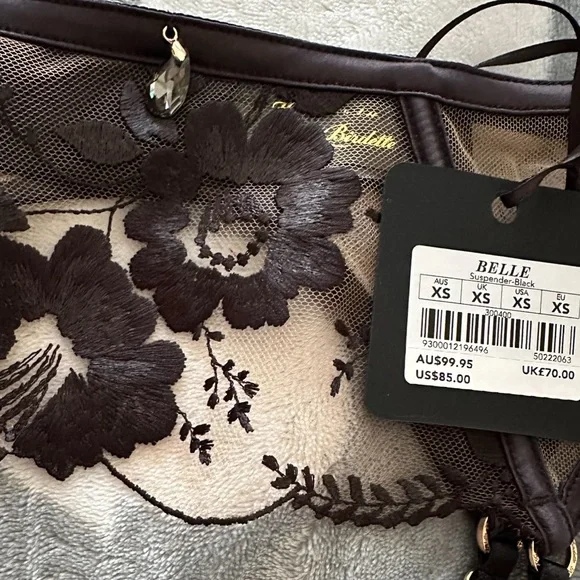 Birdette
BELLE
Suspender-Black
AUS UK USA EU
XS XS XS XS
300400
9300012196496 50222063
AU$99.95 UK£70.00
US$85.00